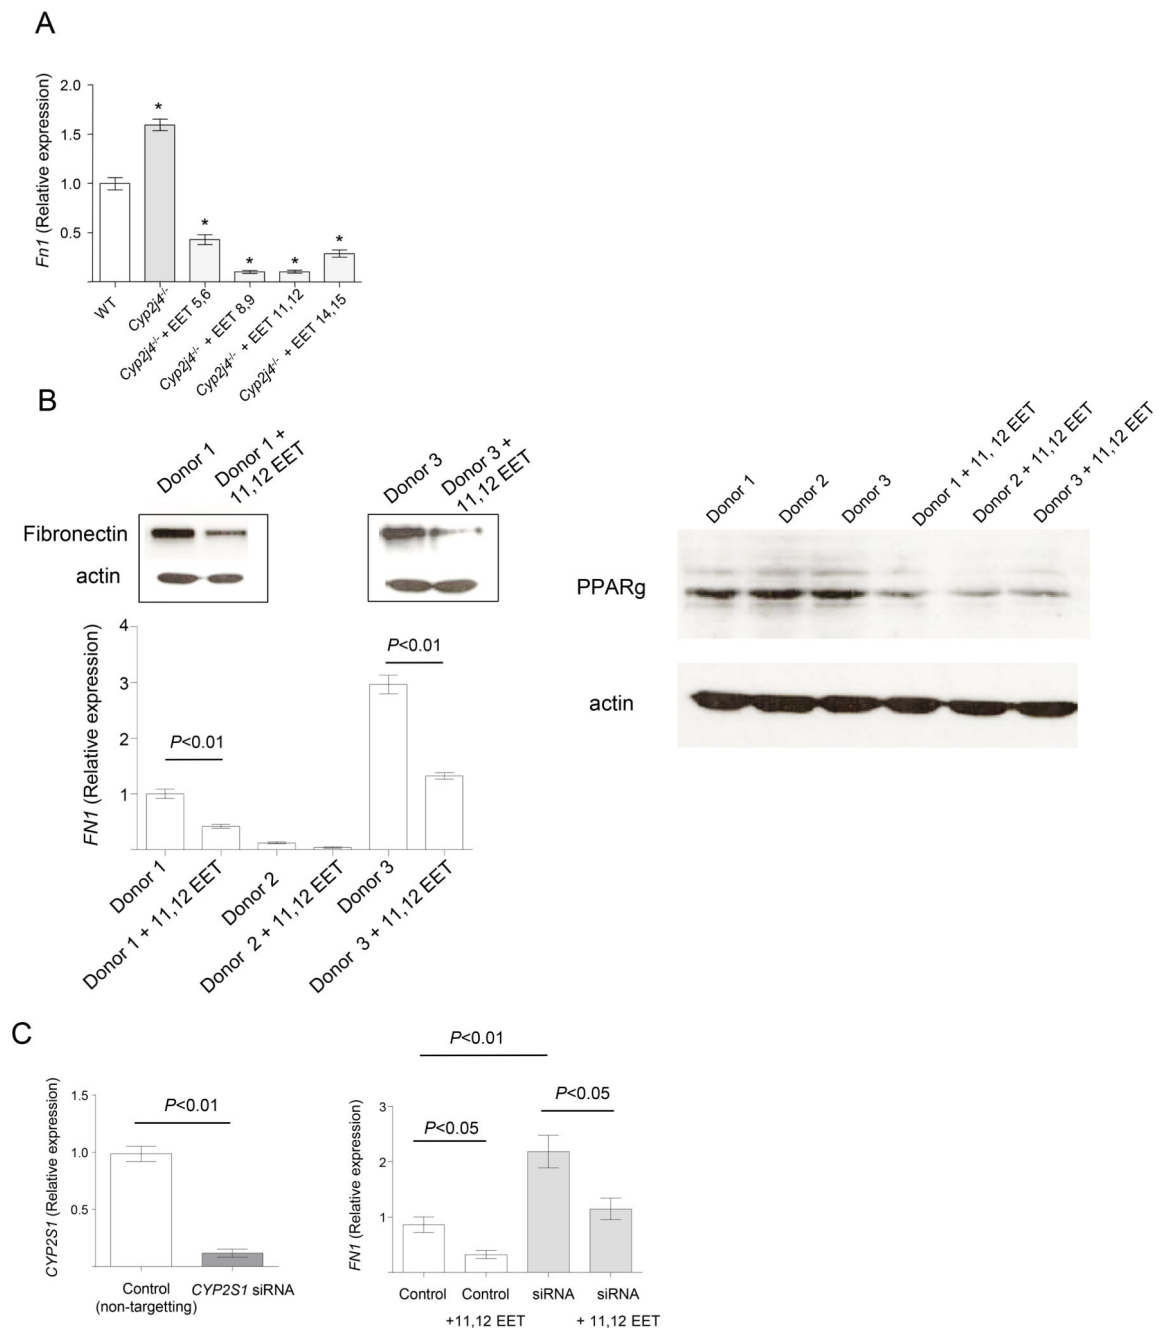 A
Fn1 (Relative expression)
2.0
1.5
1.0
0.5
*
*
*
*
*
WT
Cyp2j4-/-
Cyp2j4-/- + EET 5,6
Cyp2j4-/- + EET 8,9
Cyp2j4-/- + EET 11,12
Cyp2j4-/- + EET 14,15
B
Donor 1
Donor 1 +
11,12 EET
Donor 3
Donor 3 +
11,12 EET
Fibronectin
actin
FN1 (Relative expression)
4
3
2
1
P<0.01
P<0.01
Donor 1
Donor 1 + 11,12 EET
Donor 2
Donor 2 + 11,12 EET
Donor 3
Donor 3 + 11,12 EET
Donor 1
Donor 2
Donor 3
Donor 1 + 11, 12 EET
Donor 2 + 11,12 EET
Donor 3 + 11,12 EET
PPARg
actin
C
CYP2S1 (Relative expression)
1.5
1.0
0.5
P<0.01
Control
(non-targetting)
CYP2S1 siRNA
FN1 (Relative expression)
3
2
1
P<0.01
P<0.05
P<0.05
Control
Control
+11,12 EET
siRNA
siRNA
+ 11,12 EET